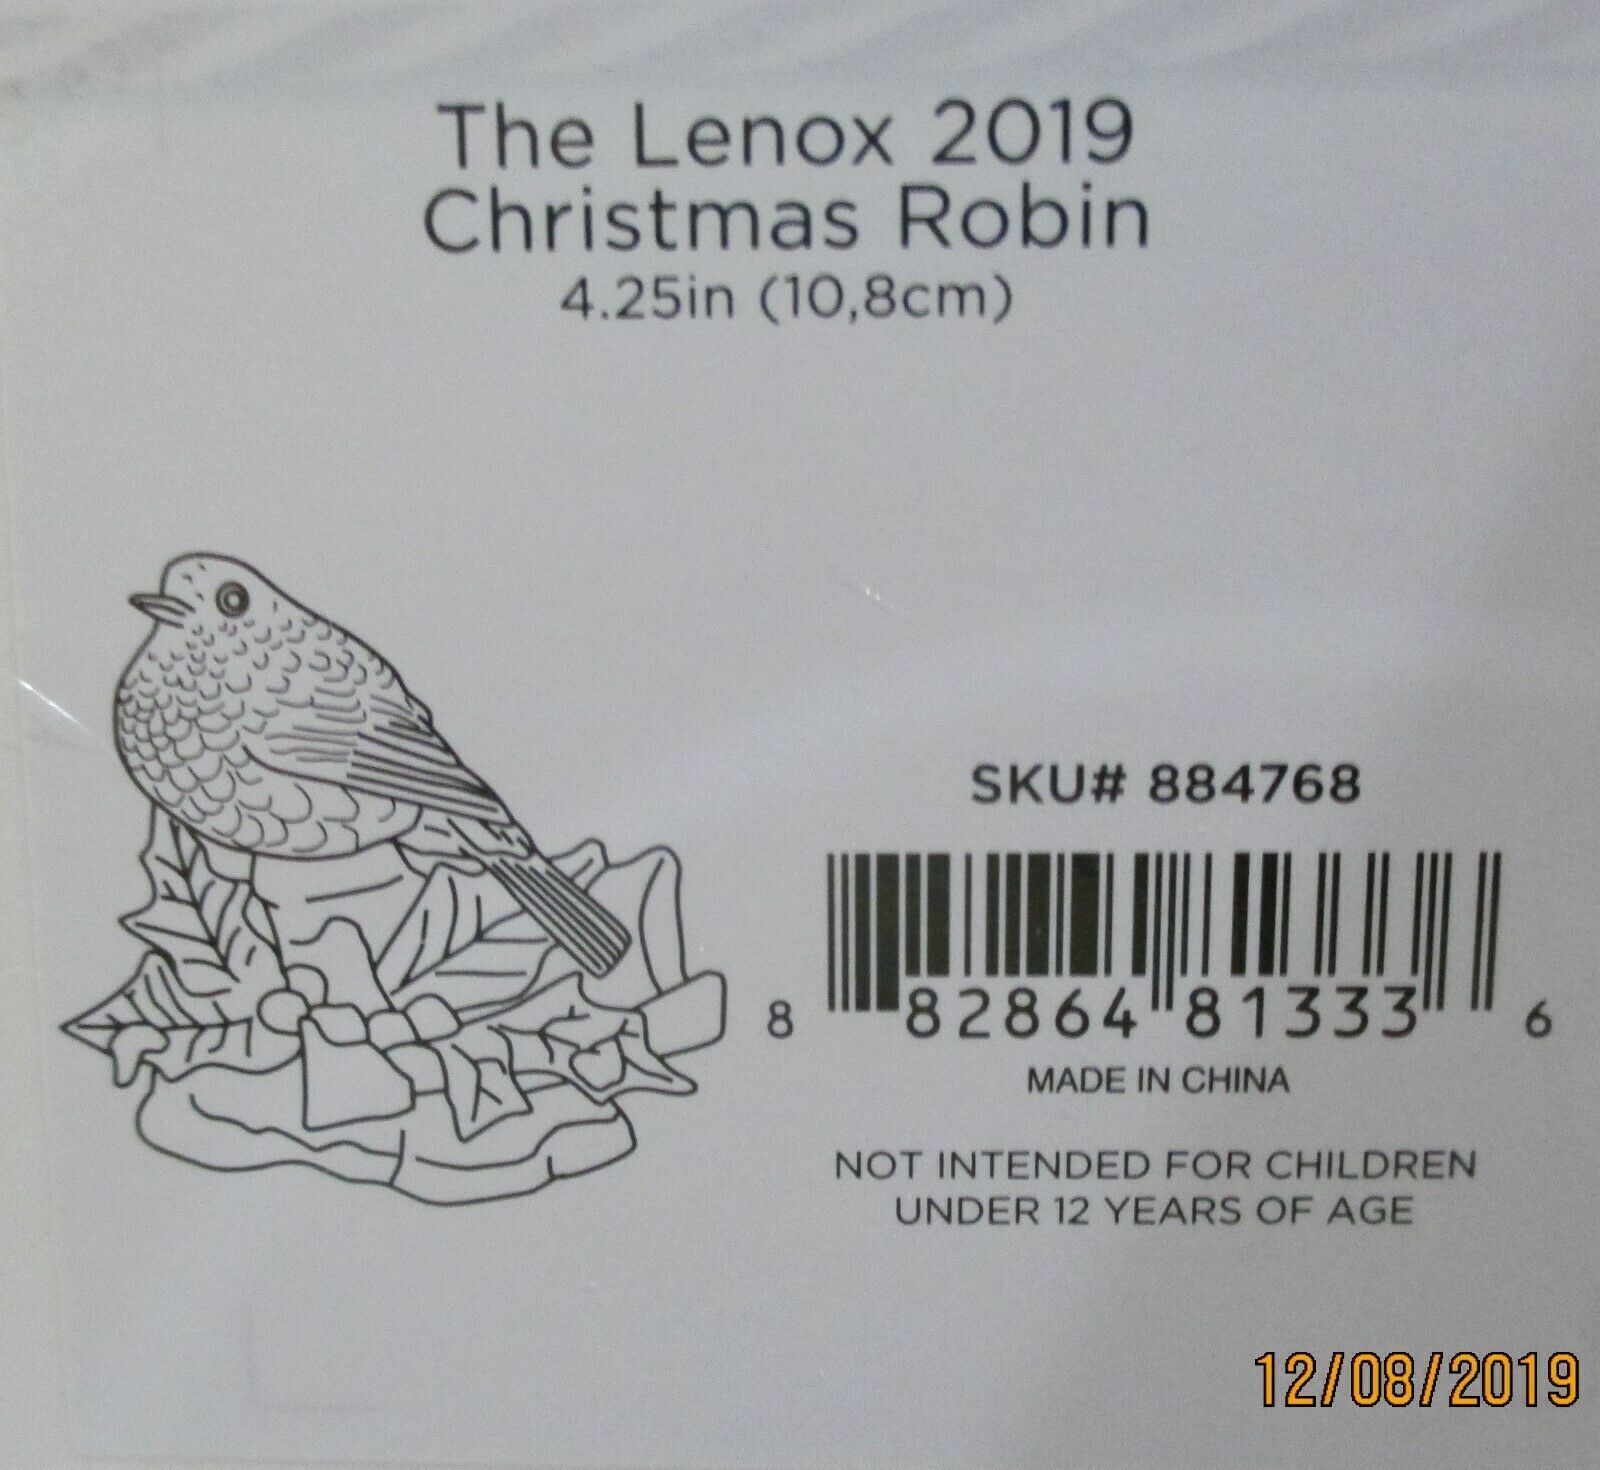 The Lenox 2019
Christmas Robin
4.25in (10,8cm)
SKU# 884768
8 82864 81333 6
MADE IN CHINA
NOT INTENDED FOR CHILDREN
UNDER 12 YEARS OF AGE
12/08/2019